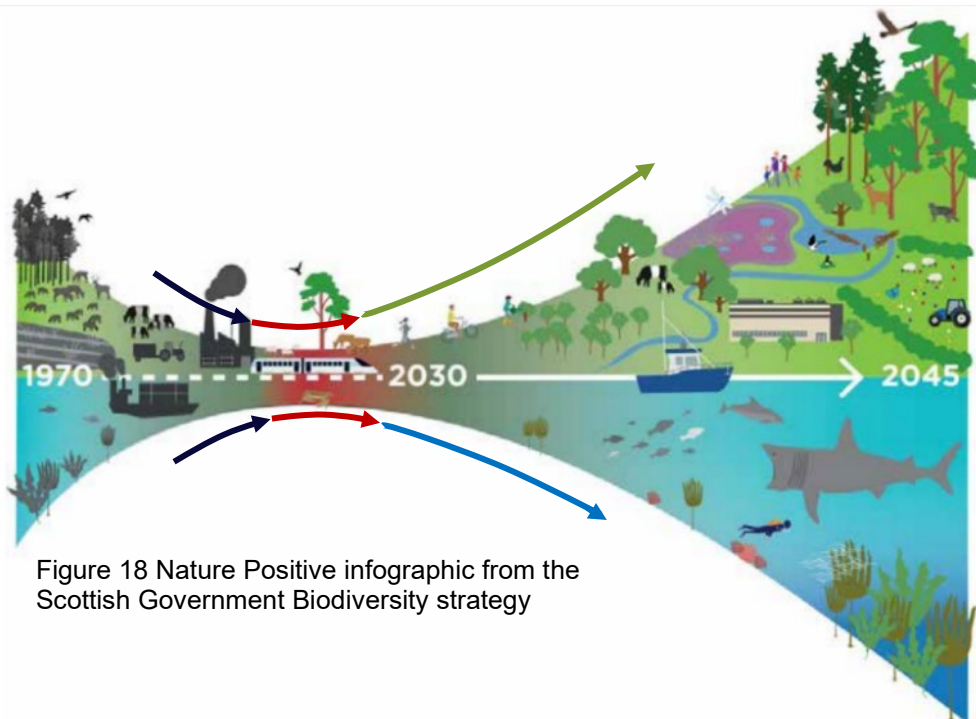 1970
2030
2045
Figure 18 Nature Positive infographic from the
Scottish Government Biodiversity strategy